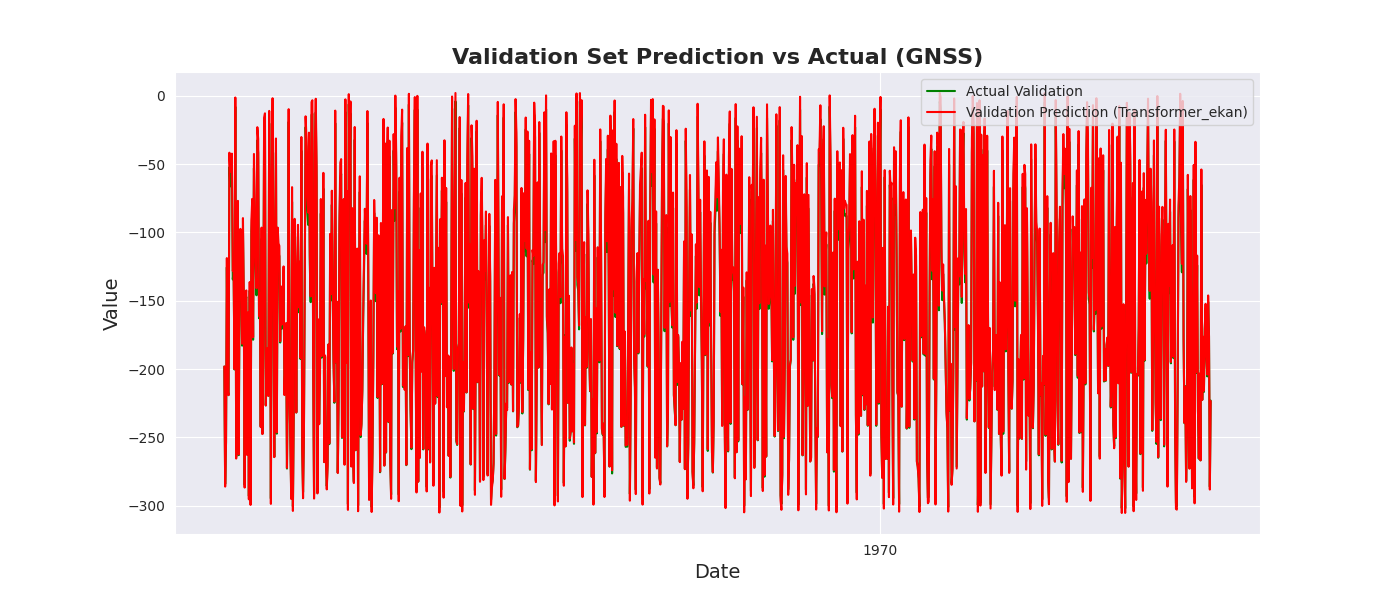 Validation Set Prediction vs Actual (GNSS)
Actual Validation
Validation Prediction (Transformer_ekan)
Value
0
−50
−100
−150
−200
−250
−300
1970
Date